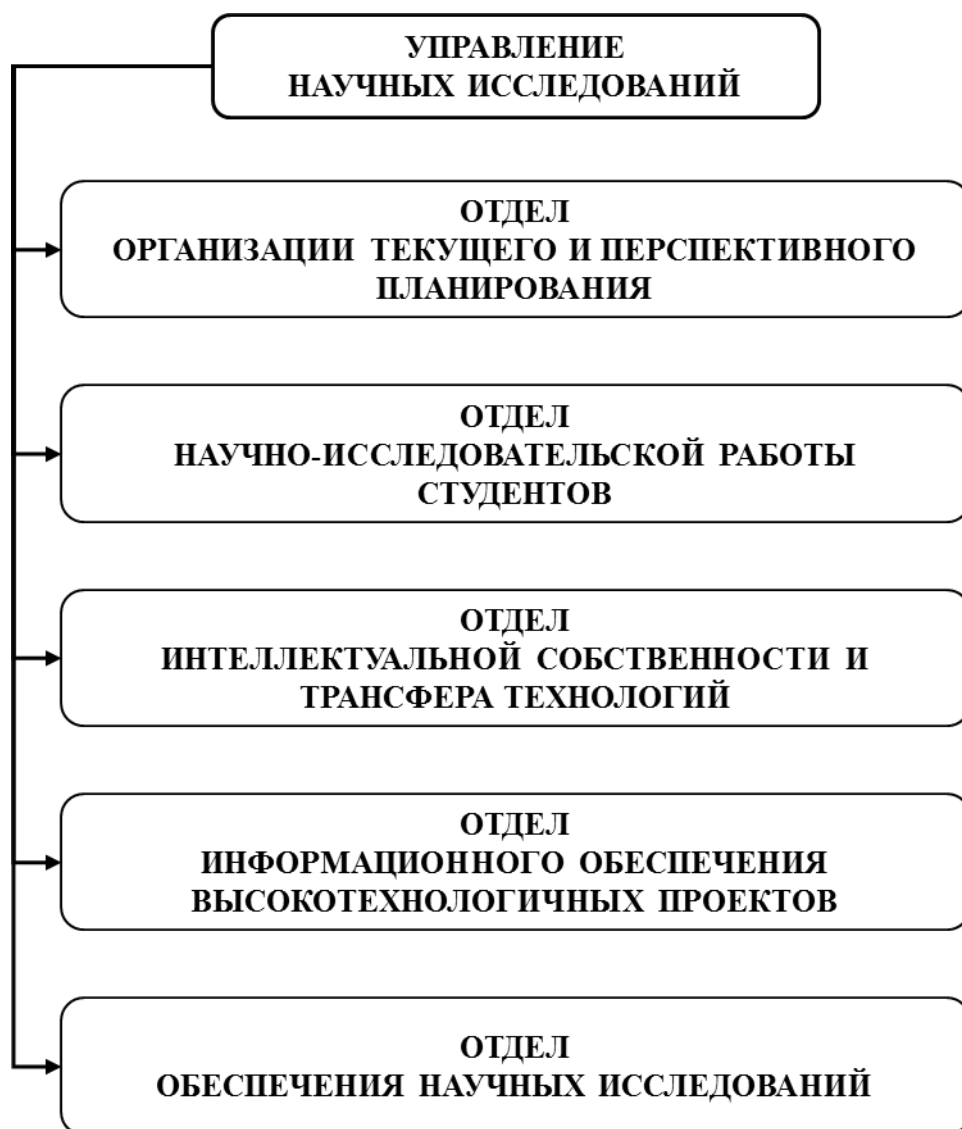 УПРАВЛЕНИЕ
НАУЧНЫХ ИССЛЕДОВАНИЙ
ОТДЕЛ
ОРГАНИЗАЦИИ ТЕКУЩЕГО И ПЕРСПЕКТИВНОГО
ПЛАНИРОВАНИЯ
ОТДЕЛ
НАУЧНО-ИССЛЕДОВАТЕЛЬСКОЙ РАБОТЫ
СТУДЕНТОВ
ОТДЕЛ
ИНТЕЛЛЕКТУАЛЬНОЙ СОБСТВЕННОСТИ И
ТРАНСФЕРА ТЕХНОЛОГИЙ
ОТДЕЛ
ИНФОРМАЦИОННОГО ОБЕСПЕЧЕНИЯ
ВЫСОКОТЕХНОЛОГИЧНЫХ ПРОЕКТОВ
ОТДЕЛ
ОБЕСПЕЧЕНИЯ НАУЧНЫХ ИССЛЕДОВАНИЙ